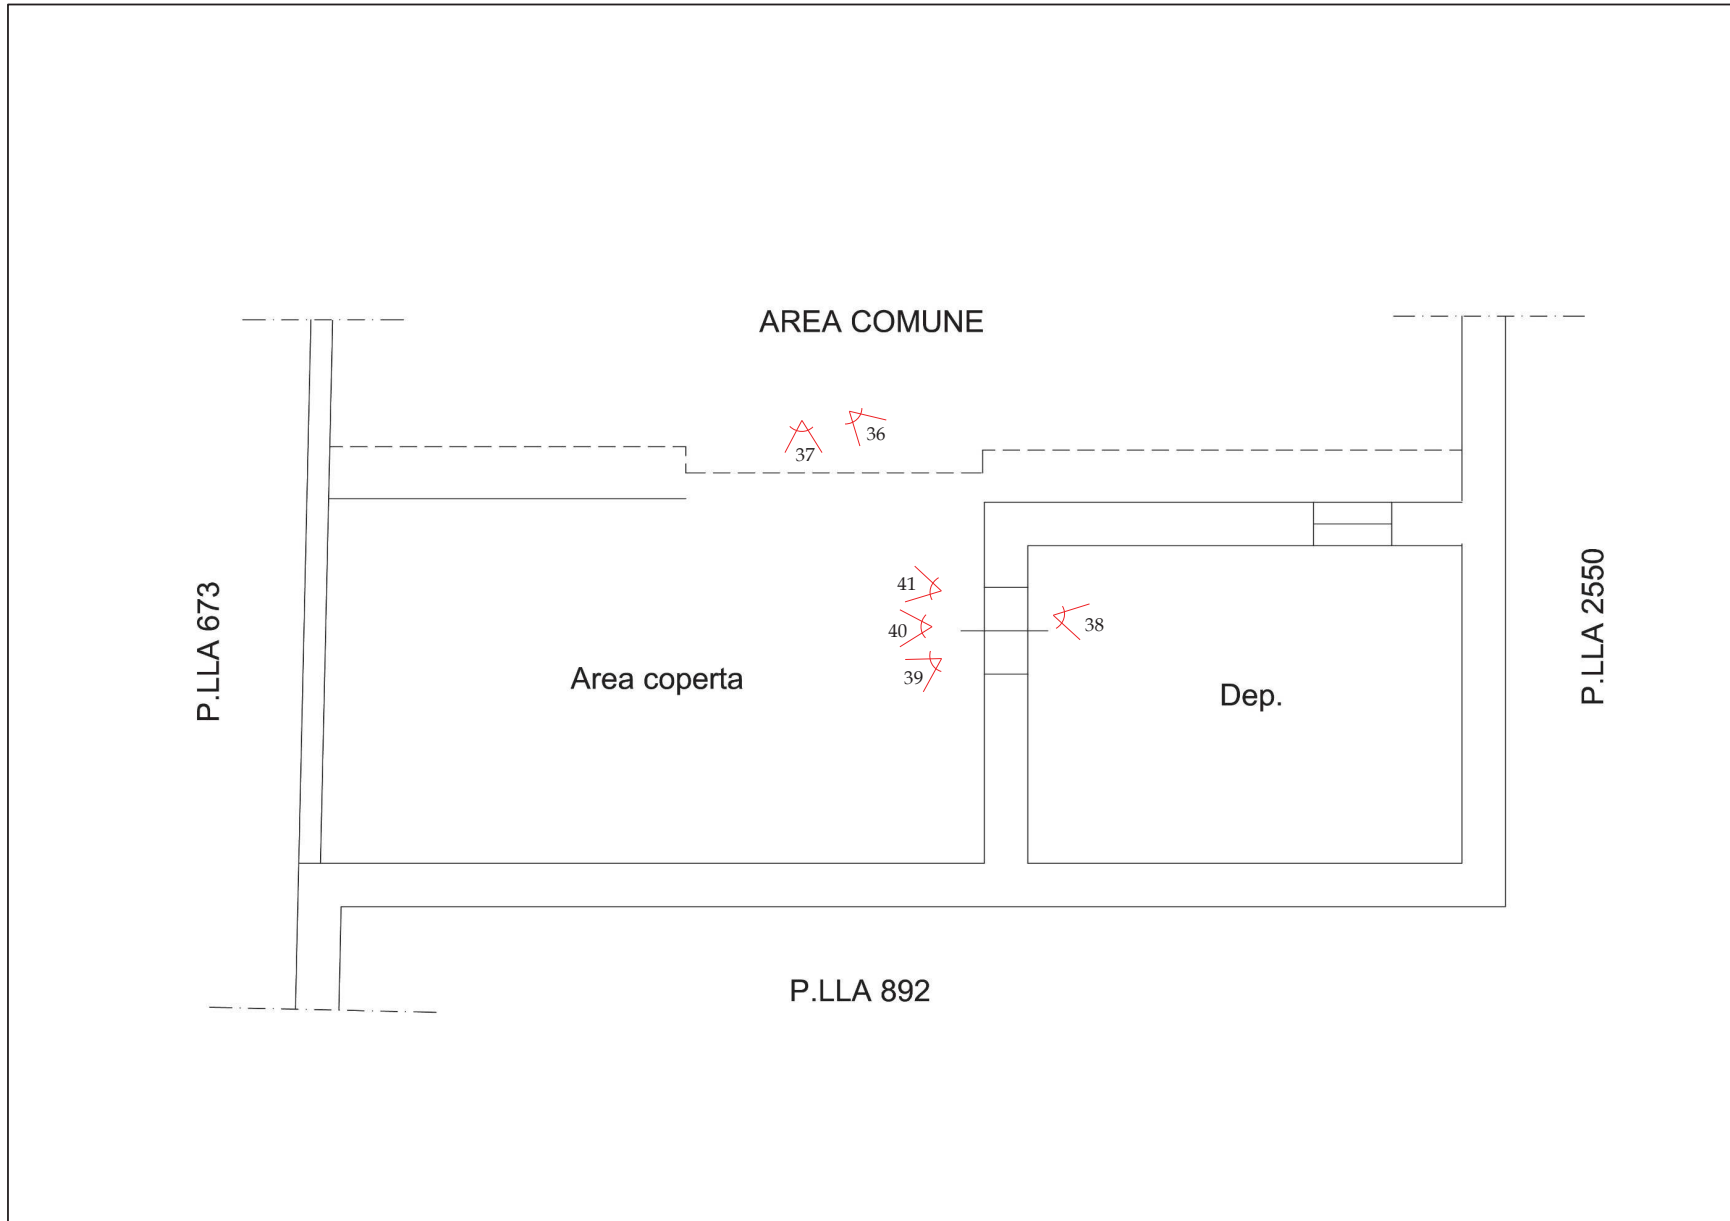 AREA COMUNE
36
37
41
40
39
38
Area coperta
Dep.
P.LLA 673
P.LLA 2550
P.LLA 892